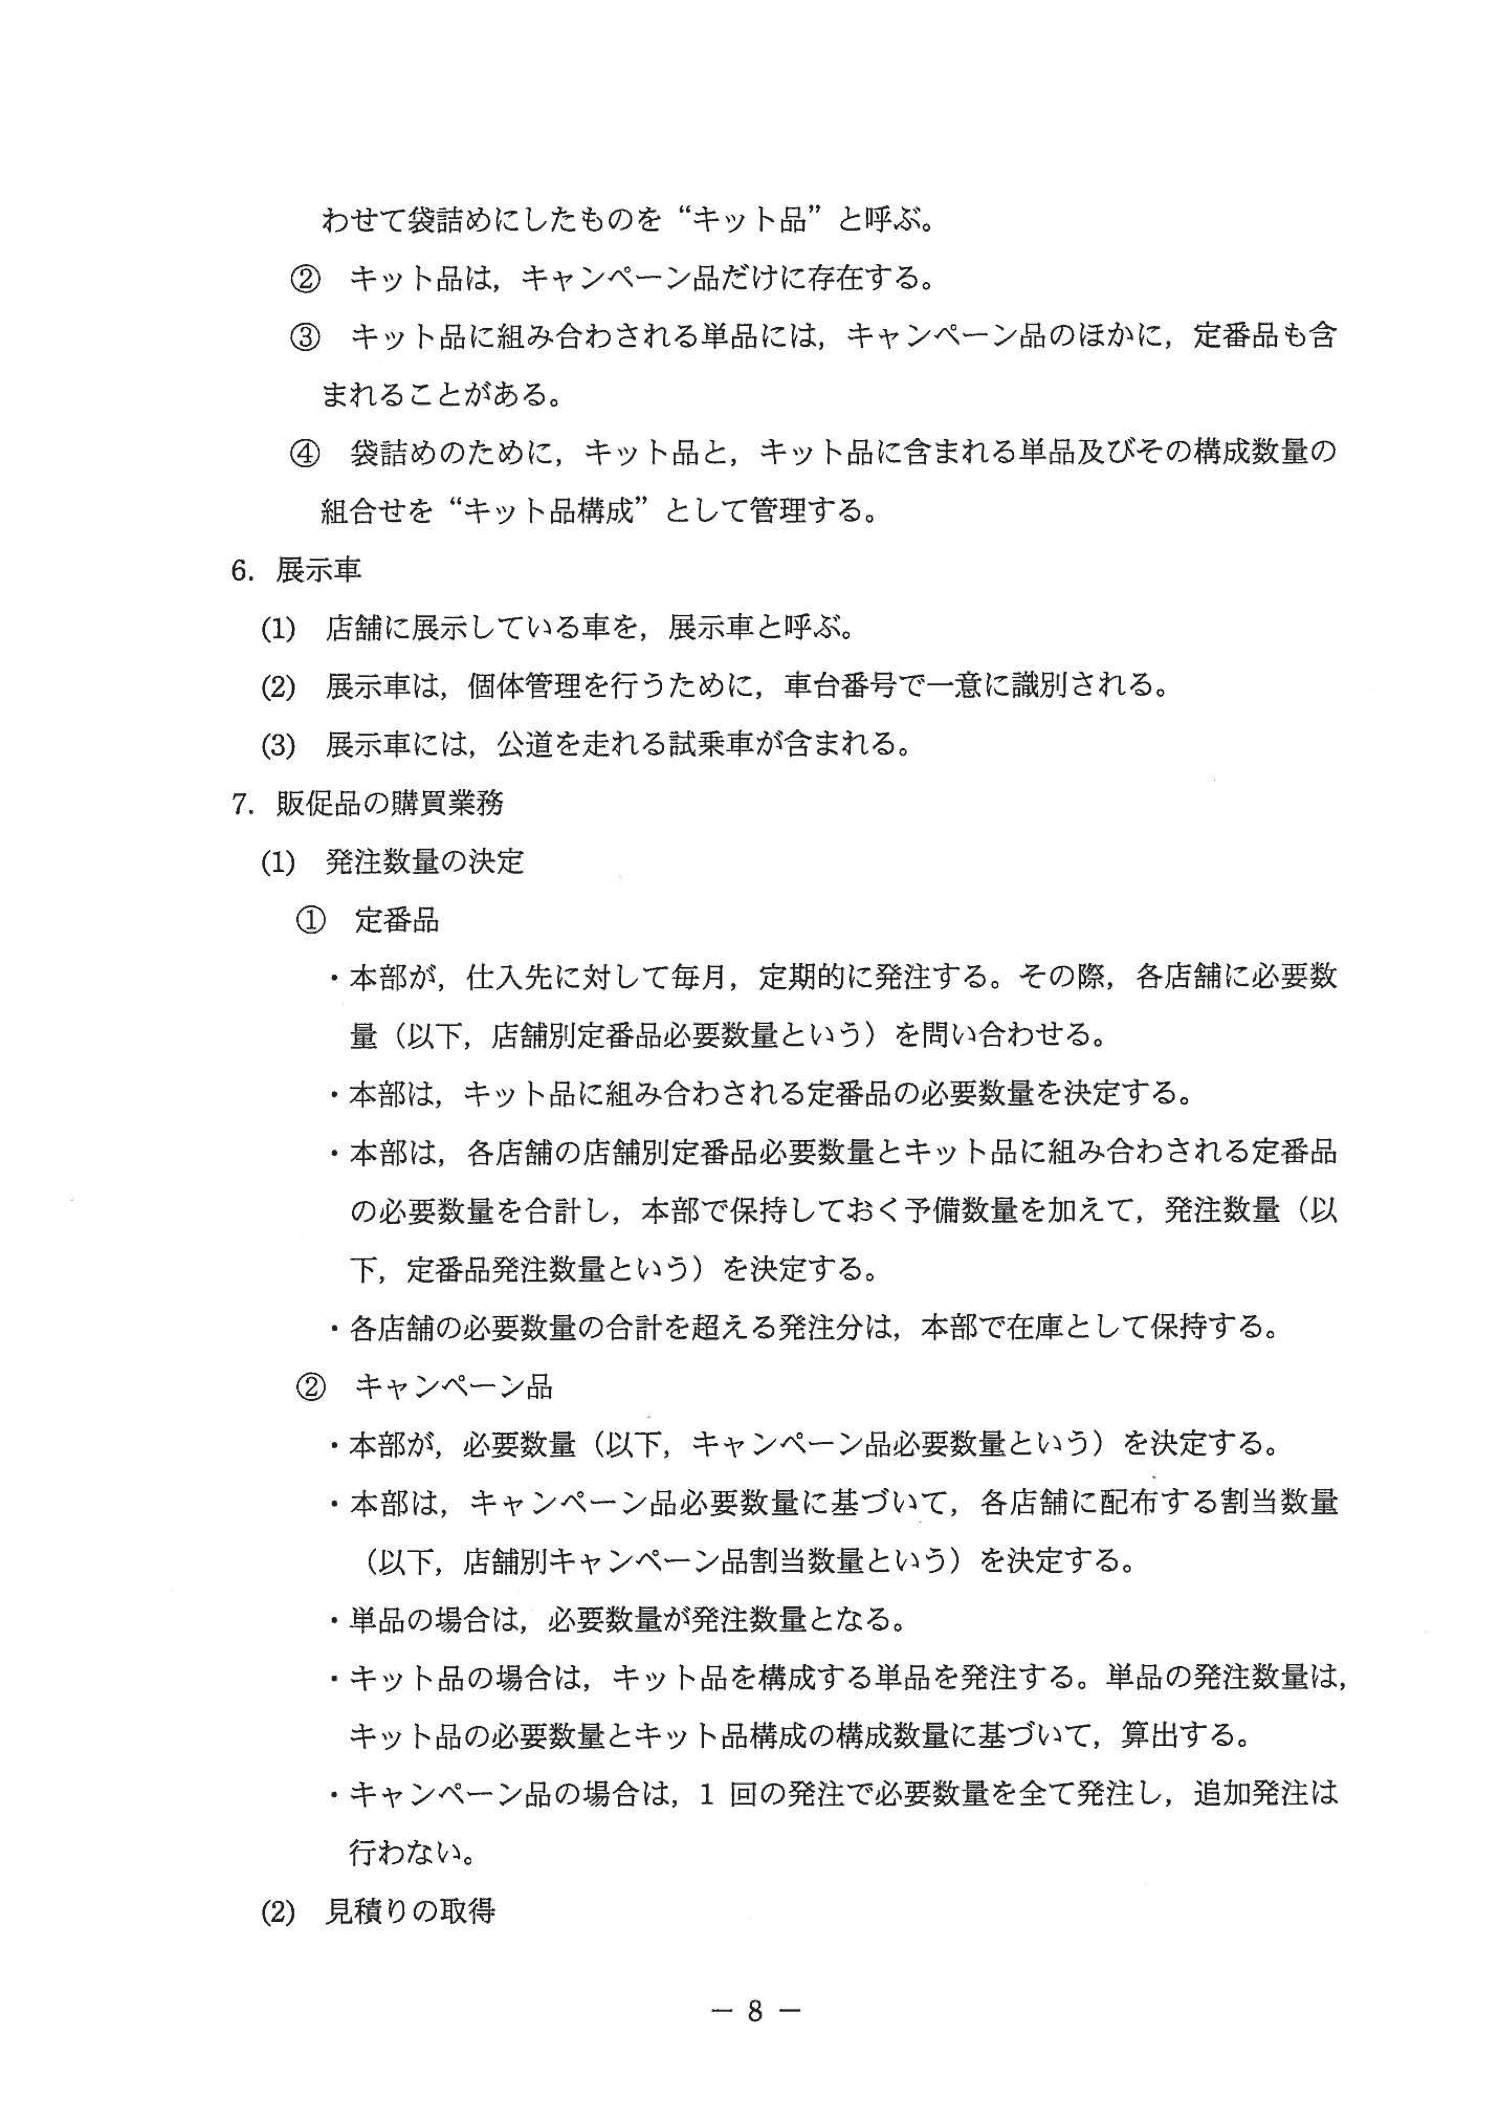 わせて袋詰めにしたものを“キット品”と呼ぶ。
②　キット品は，キャンペーン品だけに存在する。
③　キット品に組み合わされる単品には，キャンペーン品のほかに，定番品も含
まれることがある。
④　袋詰めのために，キット品と，キット品に含まれる単品及びその構成数量の
組合せを“キット品構成”として管理する。
6．展示車
(1)　店舗に展示している車を，展示車と呼ぶ。
(2)　展示車は，個体管理を行うために，車台番号で一意に識別される。
(3)　展示車には，公道を走れる試乗車が含まれる。
7．販促品の購買業務
(1)　発注数量の決定
①　定番品
・本部が，仕入先に対して毎月，定期的に発注する。その際，各店舗に必要数
量（以下，店舗別定番品必要数量という）を問い合わせる。
・本部は，キット品に組み合わされる定番品の必要数量を決定する。
・本部は，各店舗の店舗別定番品必要数量とキット品に組み合わされる定番品
の必要数量を合計し，本部で保持しておく予備数量を加えて，発注数量（以
下，定番品発注数量という）を決定する。
・各店舗の必要数量の合計を超える発注分は，本部で在庫として保持する。
②　キャンペーン品
・本部が，必要数量（以下，キャンペーン品必要数量という）を決定する。
・本部は，キャンペーン品必要数量に基づいて，各店舗に配布する割当数量
（以下，店舗別キャンペーン品割当数量という）を決定する。
・単品の場合は，必要数量が発注数量となる。
・キット品の場合は，キット品を構成する単品を発注する。単品の発注数量は，
キット品の必要数量とキット品構成の構成数量に基づいて，算出する。
・キャンペーン品の場合は，1 回の発注で必要数量を全て発注し，追加発注は
行わない。
(2)　見積りの取得
－ 8 －